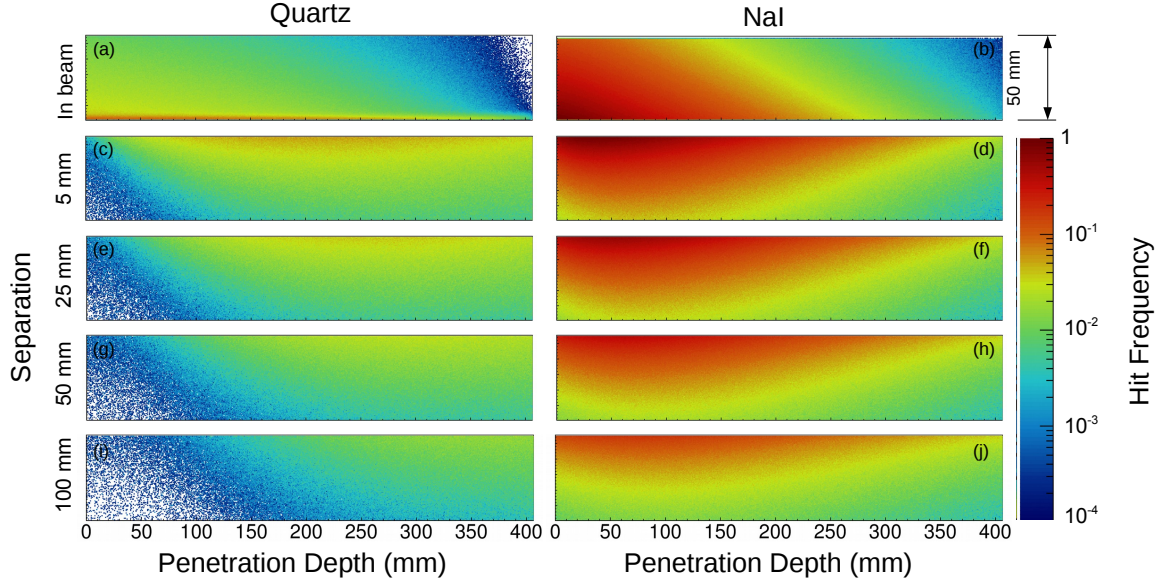 Quartz NaI
In beam (a) (b) 50 mm
5 mm (c) (d) 1
25 mm (e) (f) 10-1
Separation
Hit Frequency
10-2
50 mm (g) (h)
10-3
100 mm (i) (j)
10-4
0 50 100 150 200 250 300 350 400 0 50 100 150 200 250 300 350 400
Penetration Depth (mm) Penetration Depth (mm)